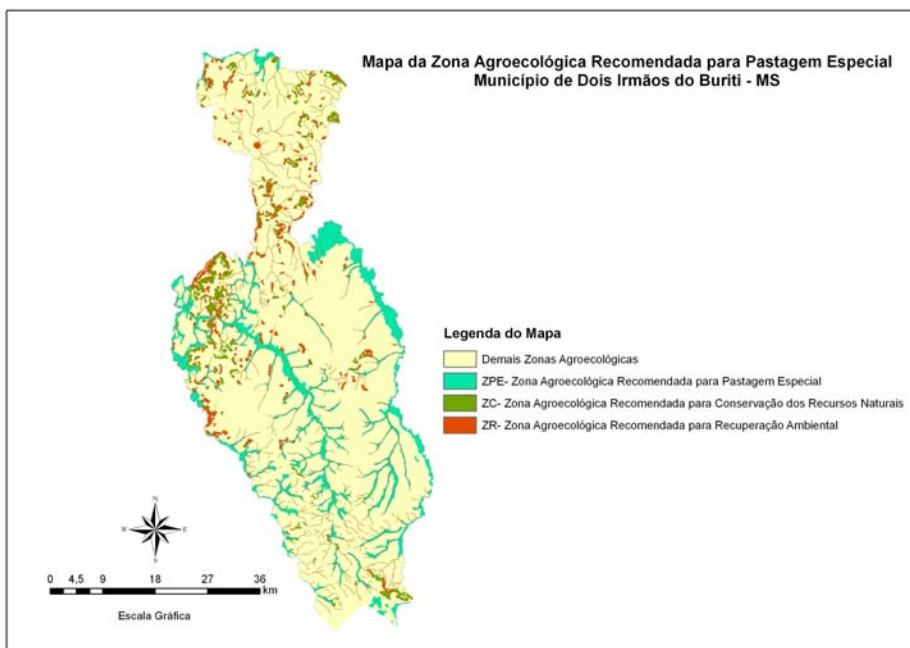 Mapa da Zona Agroecológica Recomendada para Pastagem Especial
Município de Dois Irmãos do Buriti - MS
Legenda do Mapa
Demais Zonas Agroecológicas
ZPE- Zona Agroecológica Recomendada para Pastagem Especial
ZC- Zona Agroecológica Recomendada para Conservação dos Recursos Naturais
ZR- Zona Agroecológica Recomendada para Recuperação Ambiental
N
W E
S
0 4,5 9 18 27 36
km
Escala Gráfica